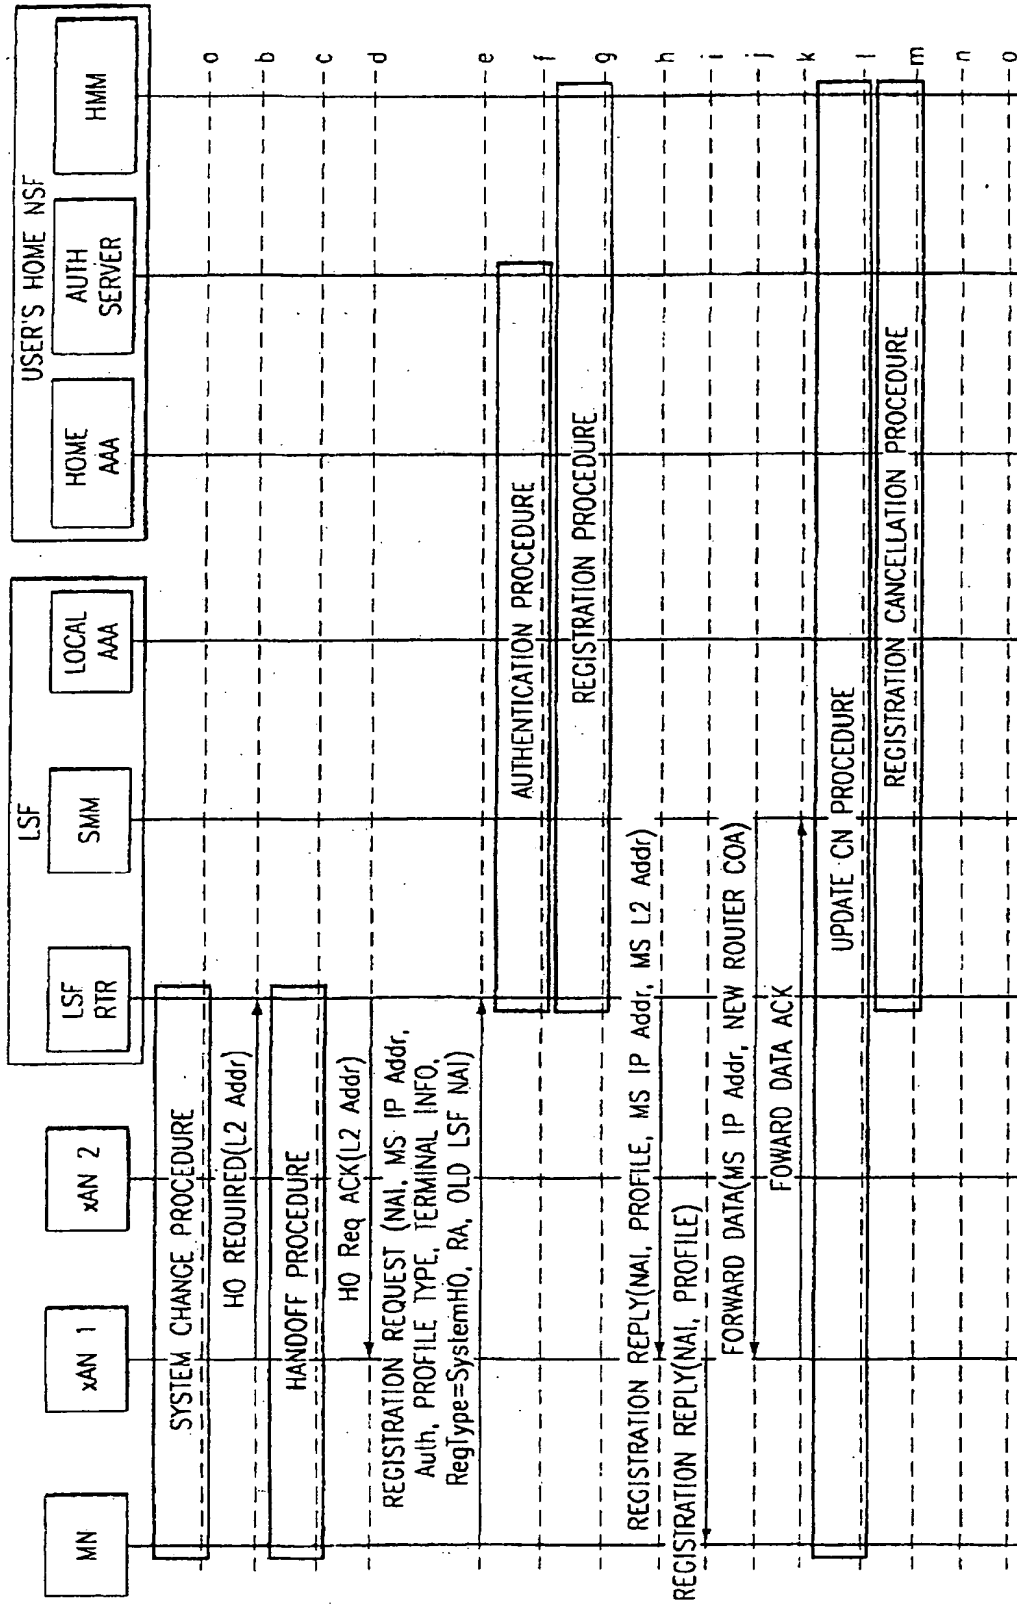 USER'S HOME NSF
LSF
MN
xAN 1
xAN 2
LSF
RTR
SMM
LOCAL
AAA
HOME
AAA
AUTH
SERVER
HMM
SYSTEM CHANGE PROCEDURE
a
HO REQUIRED(L2 Addr)
b
HANDOFF PROCEDURE
c
HO Req ACK(L2 Addr)
d
REGISTRATION REQUEST (NAI, MS IP Addr,
Auth, PROFILE TYPE, TERMINAL INFO,
RegType=SystemHO, RA, OLD LSF NAI)
e
AUTHENTICATION PROCEDURE
f
REGISTRATION PROCEDURE
g
REGISTRATION REPLY(NAI, PROFILE, MS IP Addr, MS L2 Addr)
h
REGISTRATION REPLY(NAI, PROFILE)
i
FORWARD DATA(MS IP Addr, NEW ROUTER COA)
j
FOWARD DATA ACK
k
UPDATE CN PROCEDURE
l
REGISTRATION CANCELLATION PROCEDURE
m
n
o